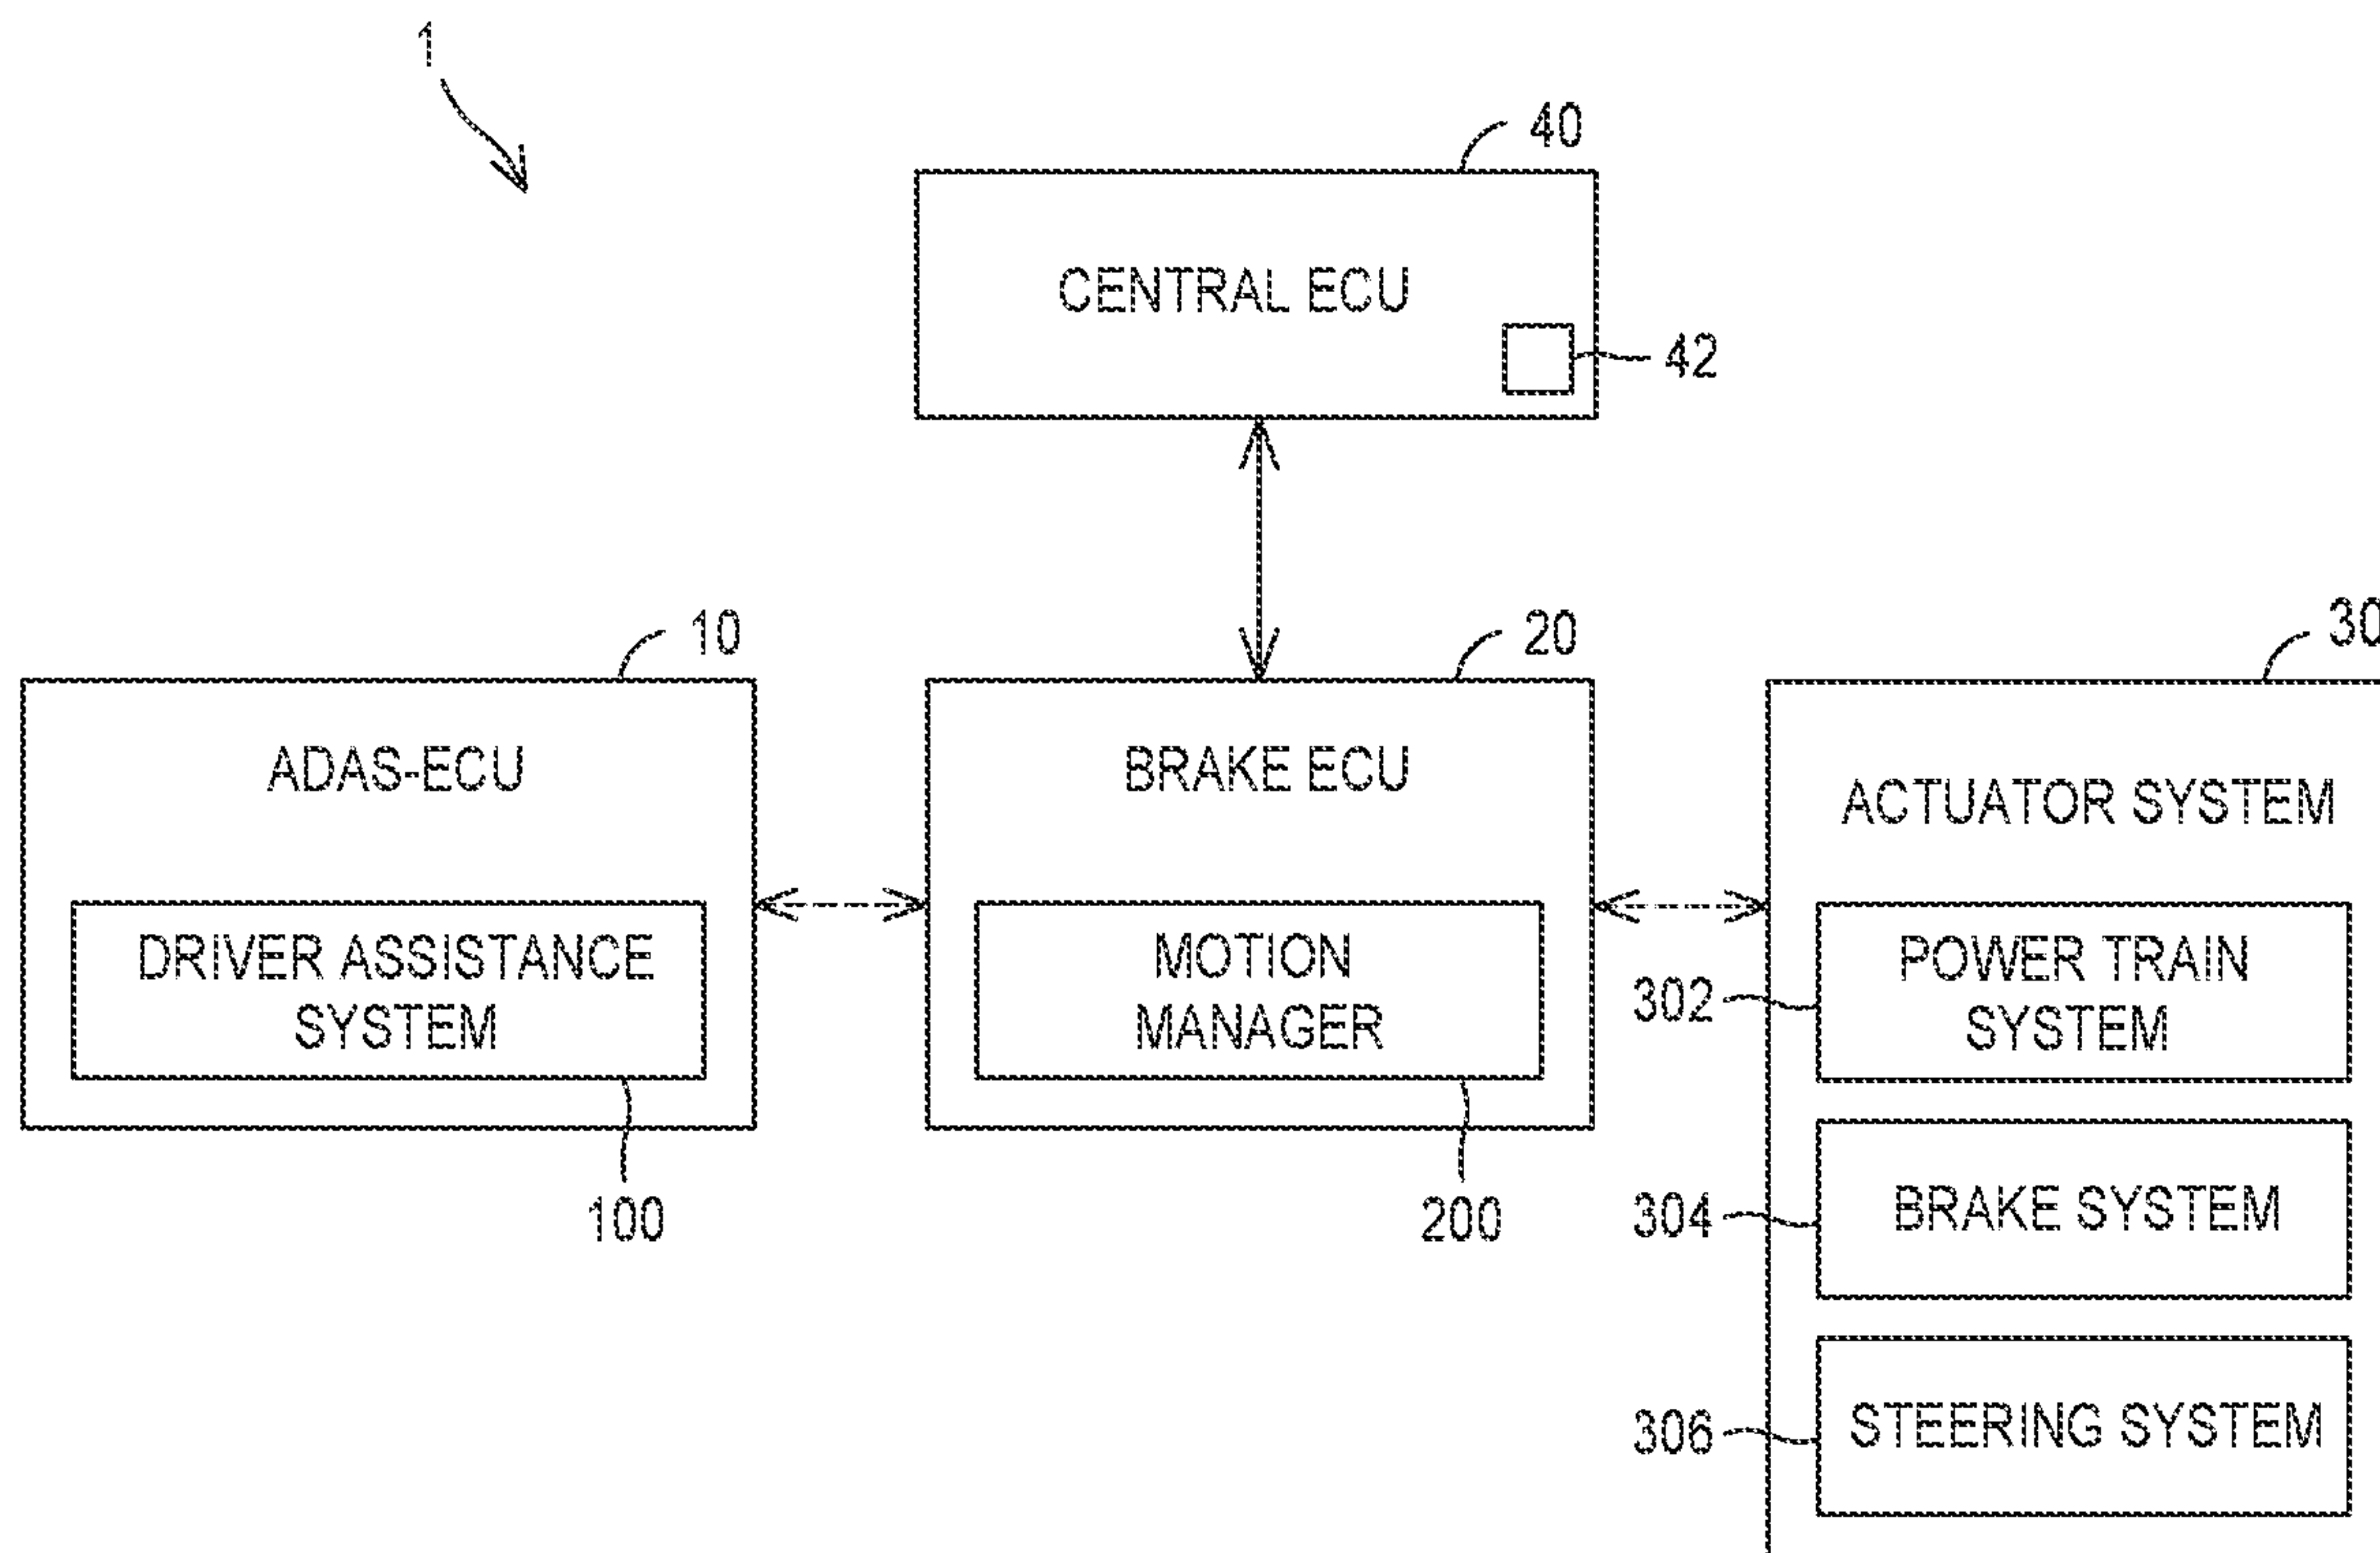 1
40
CENTRAL ECU
42
10
20
30
ADAS-ECU
BRAKE ECU
ACTUATOR SYSTEM
DRIVER ASSISTANCE
SYSTEM
MOTION
MANAGER
302
POWER TRAIN
SYSTEM
100
200
304
BRAKE SYSTEM
306
STEERING SYSTEM